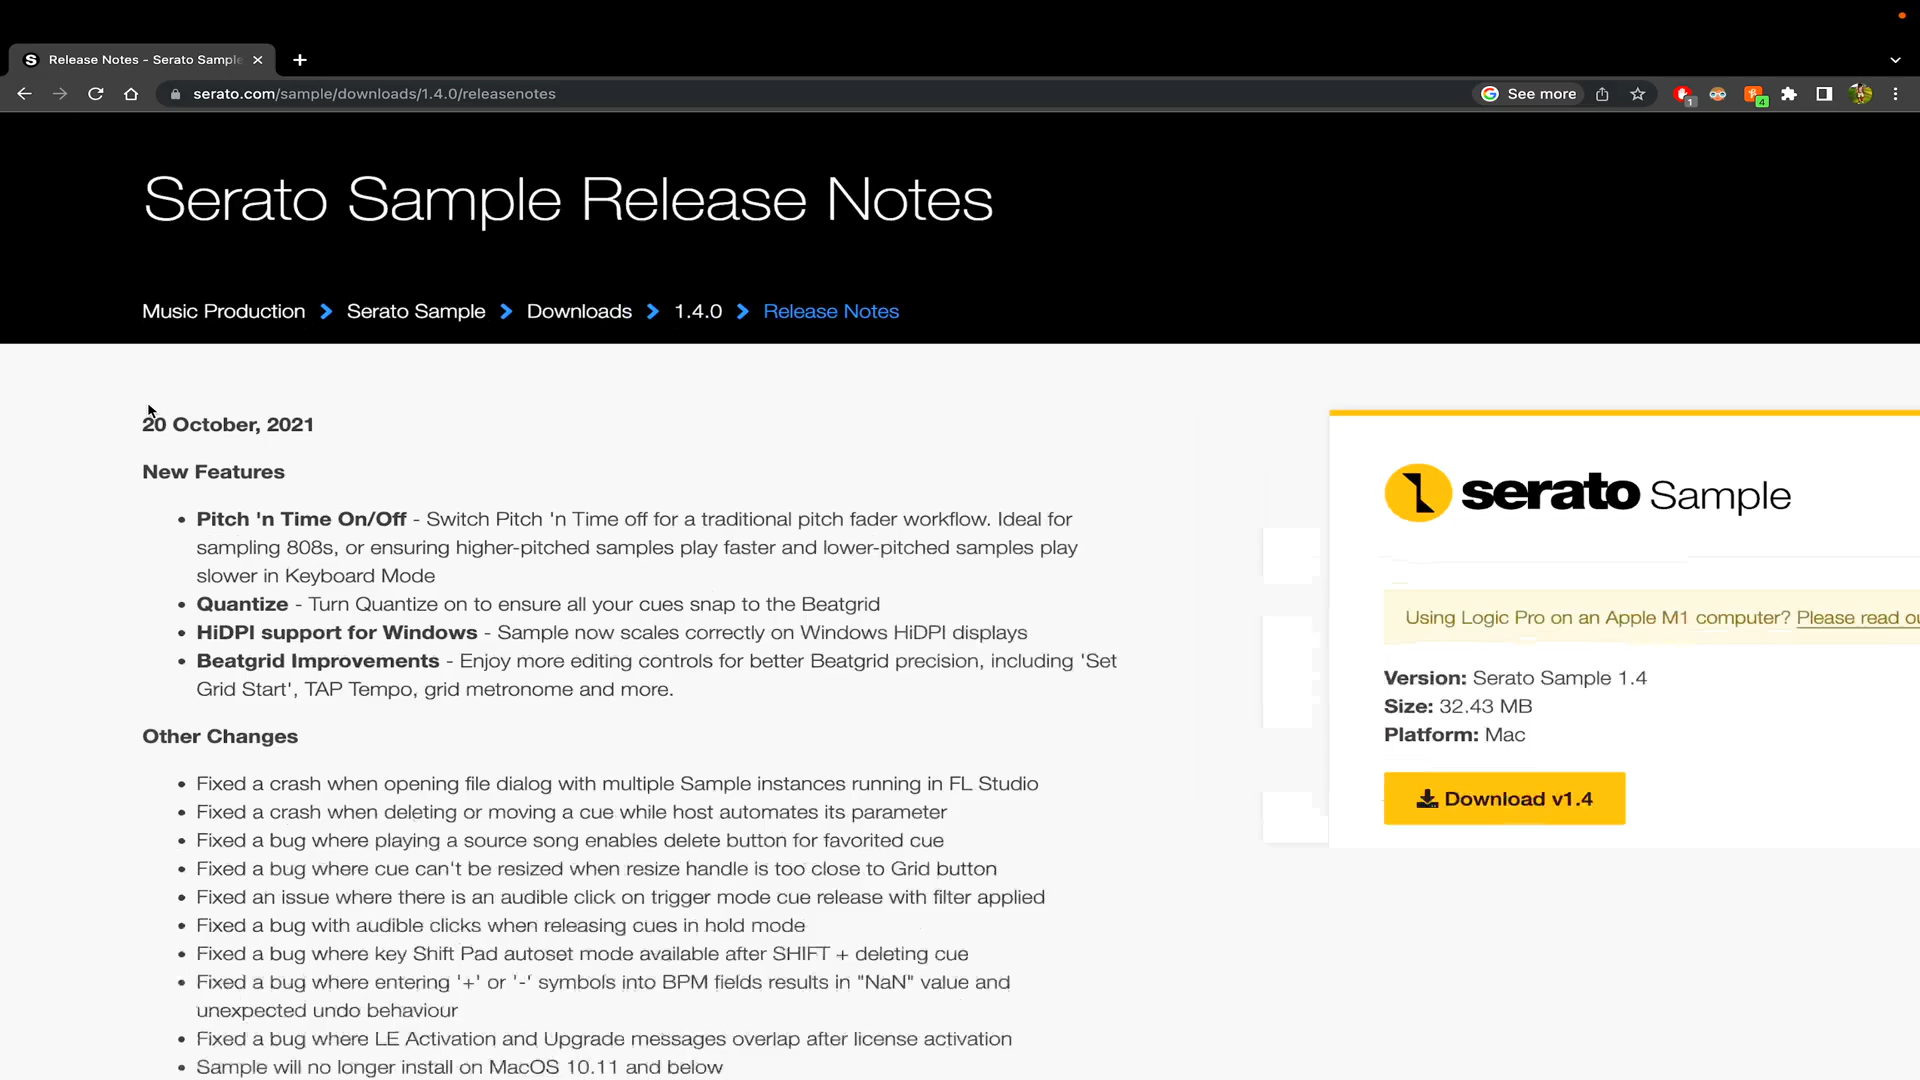 Release Notes - Serato Sample
serato.com/sample/downloads/1.4.0/releasenotes
See more
1
4
Serato Sample Release Notes
Music Production
Serato Sample
Downloads
1.4.0
Release Notes
20 October, 2021
New Features
Pitch 'n Time On/Off - Switch Pitch 'n Time off for a traditional pitch fader workflow. Ideal for
sampling 808s, or ensuring higher-pitched samples play faster and lower-pitched samples play
slower in Keyboard Mode
Quantize - Turn Quantize on to ensure all your cues snap to the Beatgrid
HiDPI support for Windows - Sample now scales correctly on Windows HiDPI displays
Beatgrid Improvements - Enjoy more editing controls for better Beatgrid precision, including 'Set
Grid Start', TAP Tempo, grid metronome and more.
Other Changes
Fixed a crash when opening file dialog with multiple Sample instances running in FL Studio
Fixed a crash when deleting or moving a cue while host automates its parameter
Fixed a bug where playing a source song enables delete button for favorited cue
Fixed a bug where cue can't be resized when resize handle is too close to Grid button
Fixed an issue where there is an audible click on trigger mode cue release with filter applied
Fixed a bug with audible clicks when releasing cues in hold mode
Fixed a bug where key Shift Pad autoset mode available after SHIFT + deleting cue
Fixed a bug where entering '+' or '-' symbols into BPM fields results in "NaN" value and
unexpected undo behaviour
Fixed a bug where LE Activation and Upgrade messages overlap after license activation
Sample will no longer install on MacOS 10.11 and below
serato Sample
Using Logic Pro on an Apple M1 computer? Please read ou
Version: Serato Sample 1.4
Size: 32.43 MB
Platform: Mac
Download v1.4